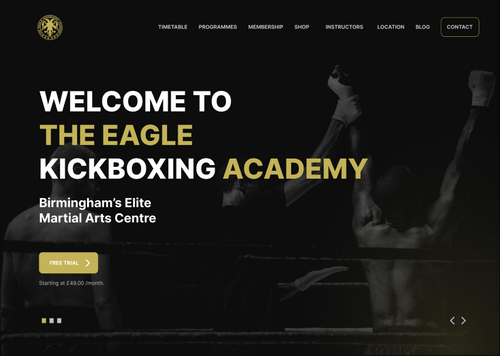 TIMETABLE PROGRAMMES MEMBERSHIP SHOP INSTRUCTORS LOCATION BLOG CONTACT
WELCOME TO
THE EAGLE
KICKBOXING ACADEMY
Birmingham's Elite
Martial Arts Centre
FREE TRIAL
Starting at £49.00 /month.